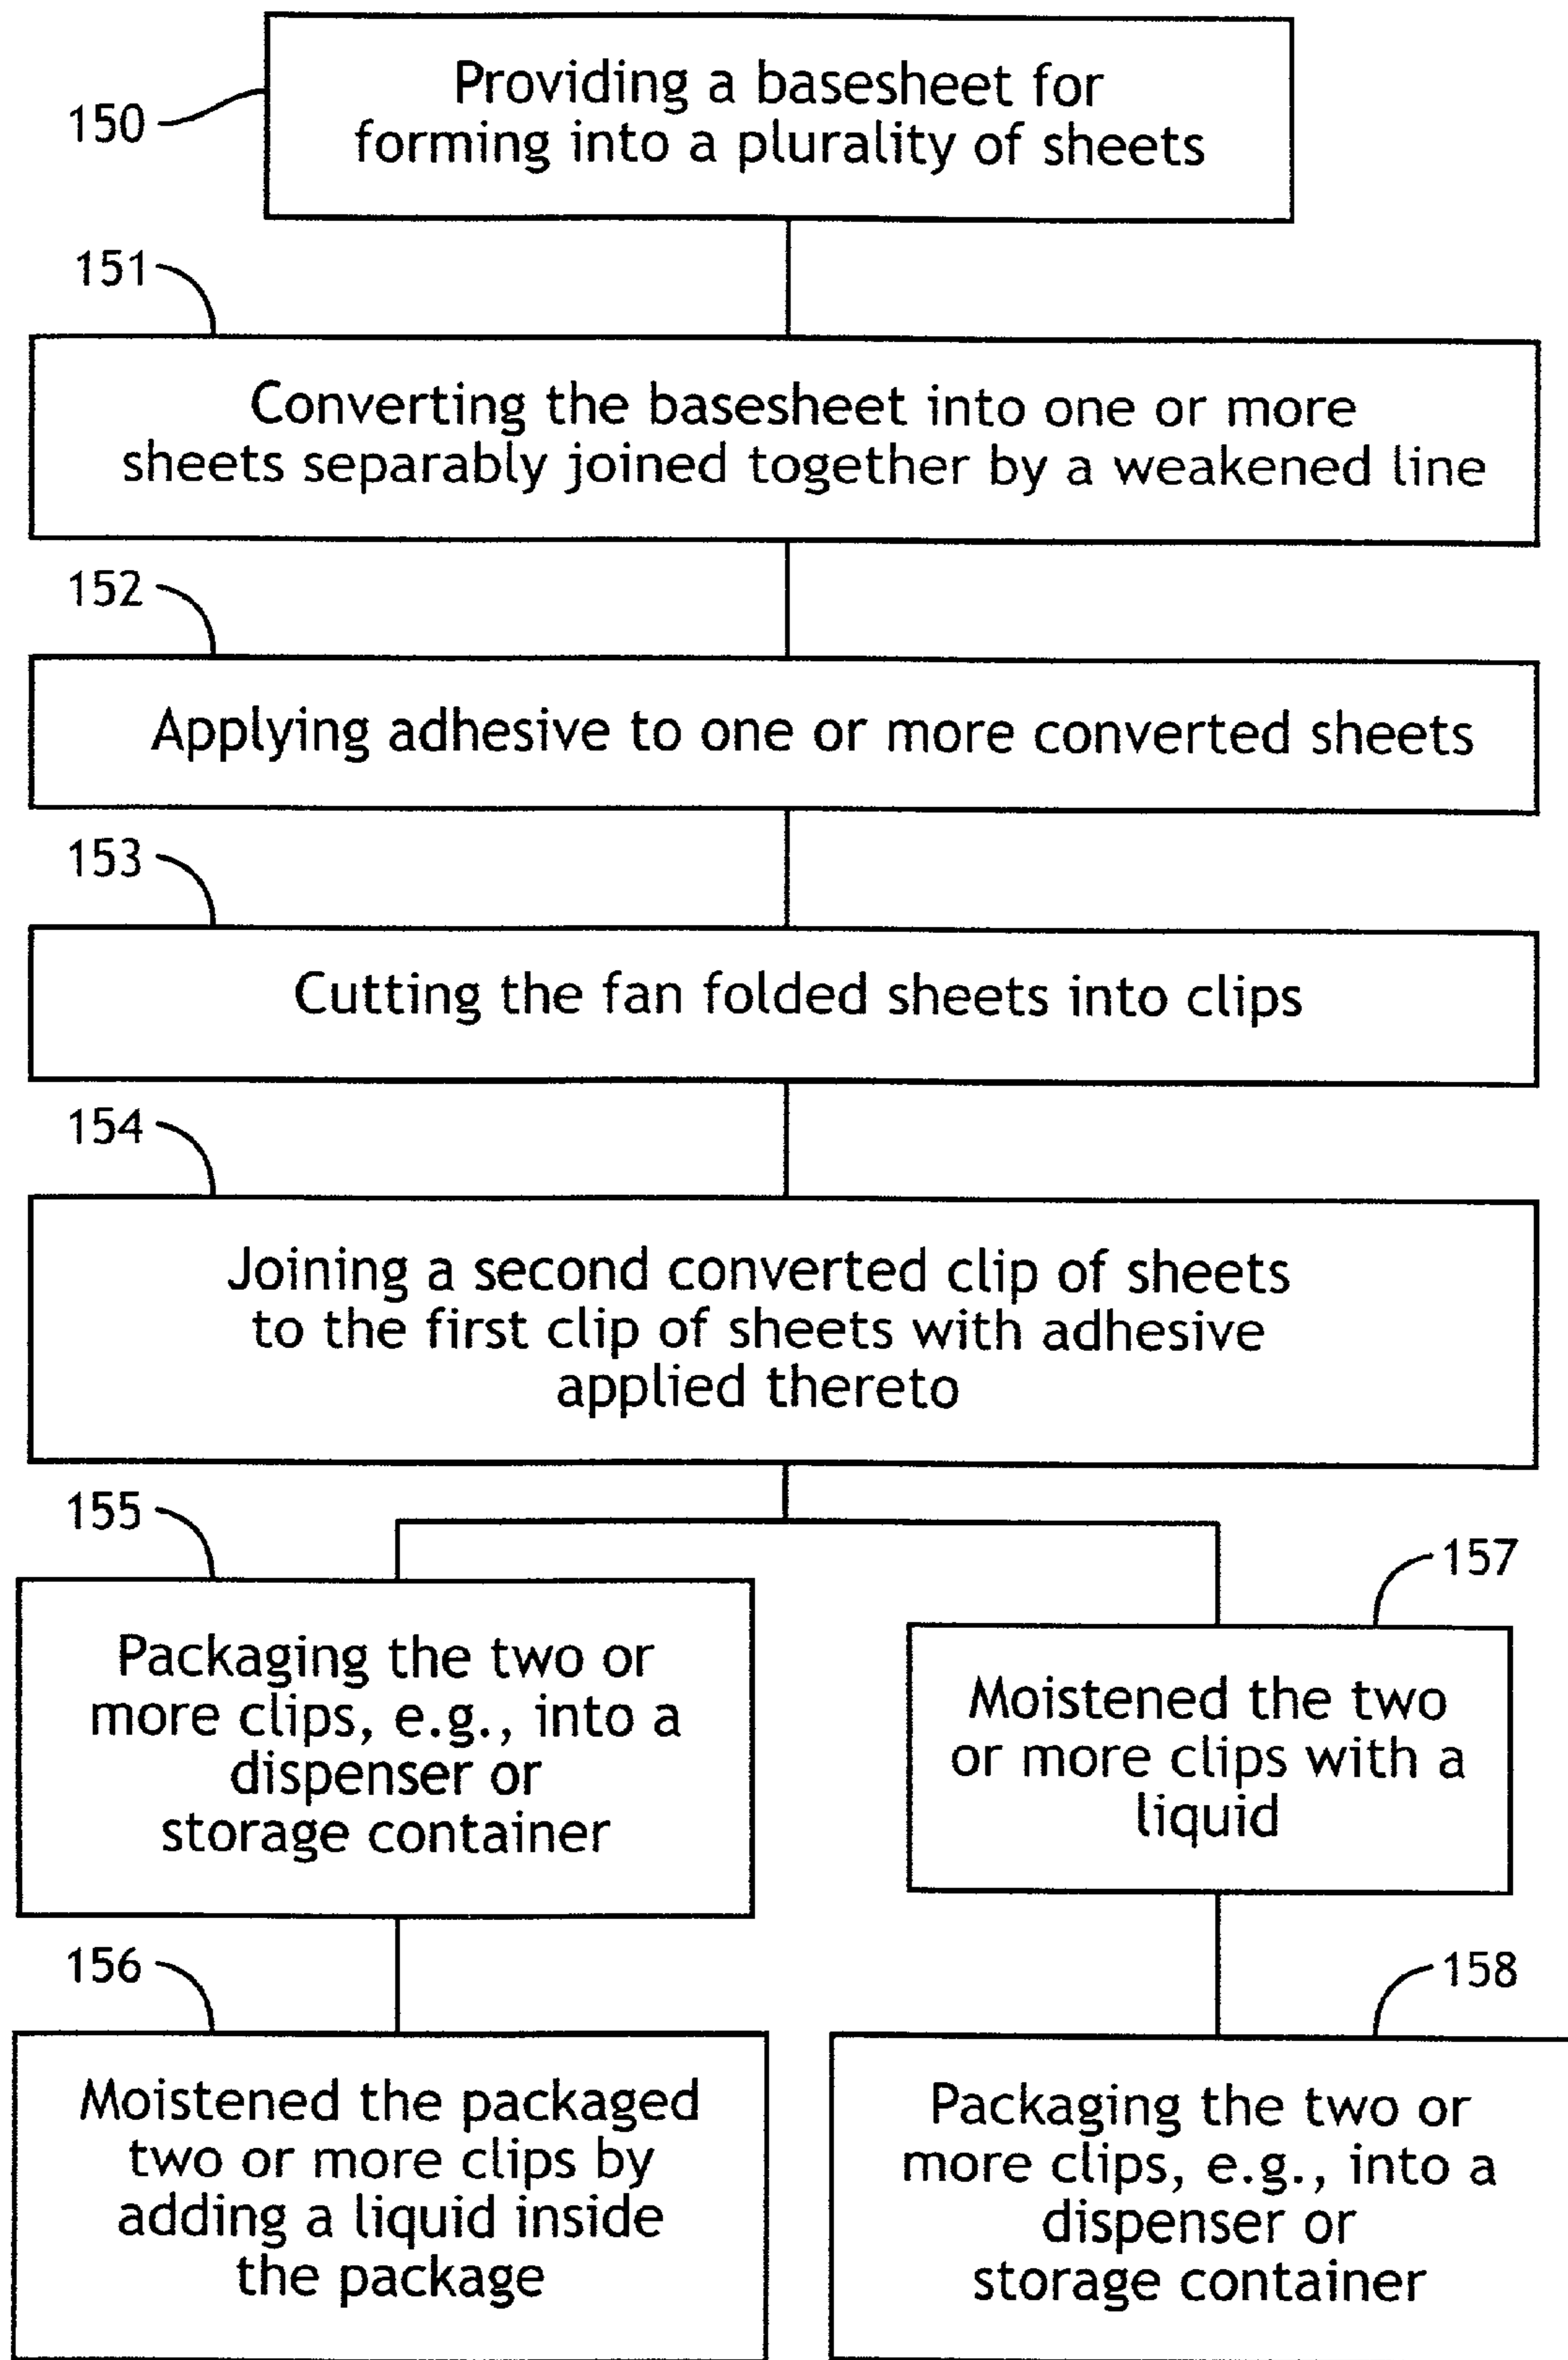 150
Providing a basesheet for
forming into a plurality of sheets
151
Converting the basesheet into one or more
sheets separably joined together by a weakened line
152
Applying adhesive to one or more converted sheets
153
Cutting the fan folded sheets into clips
154
Joining a second converted clip of sheets
to the first clip of sheets with adhesive
applied thereto
155
Packaging the two or
more clips, e.g., into a
dispenser or
storage container
156
Moistened the packaged
two or more clips by
adding a liquid inside
the package
157
Moistened the two
or more clips with a
liquid
158
Packaging the two or
more clips, e.g., into a
dispenser or
storage container